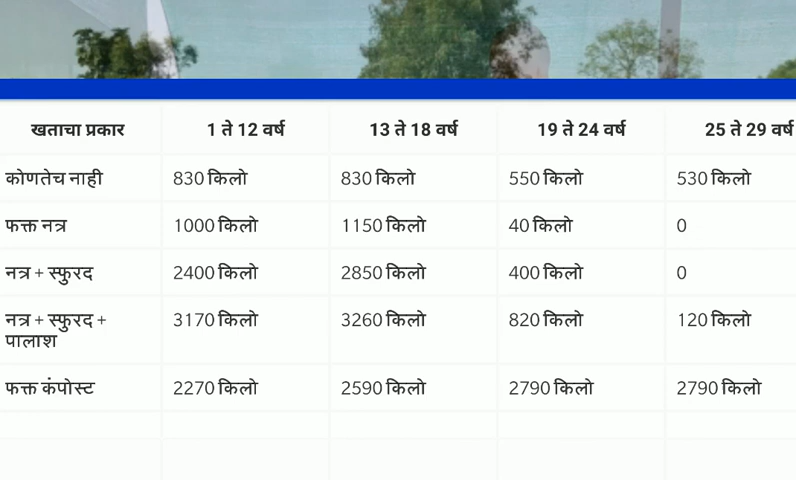 खताचा प्रकार 1 ते 12 वर्ष 13 ते 18 वर्ष 19 ते 24 वर्ष 25 ते 29 वर्ष
कोणतेच नाही 830 किलो 830 किलो 550 किलो 530 किलो
फक्त नत्र 1000 किलो 1150 किलो 40 किलो 0
नत्र + स्फुरद 2400 किलो 2850 किलो 400 किलो 0
नत्र + स्फुरद + 3170 किलो 3260 किलो 820 किलो 120 किलो
पालाश
फक्त कंपोस्ट 2270 किलो 2590 किलो 2790 किलो 2790 किलो